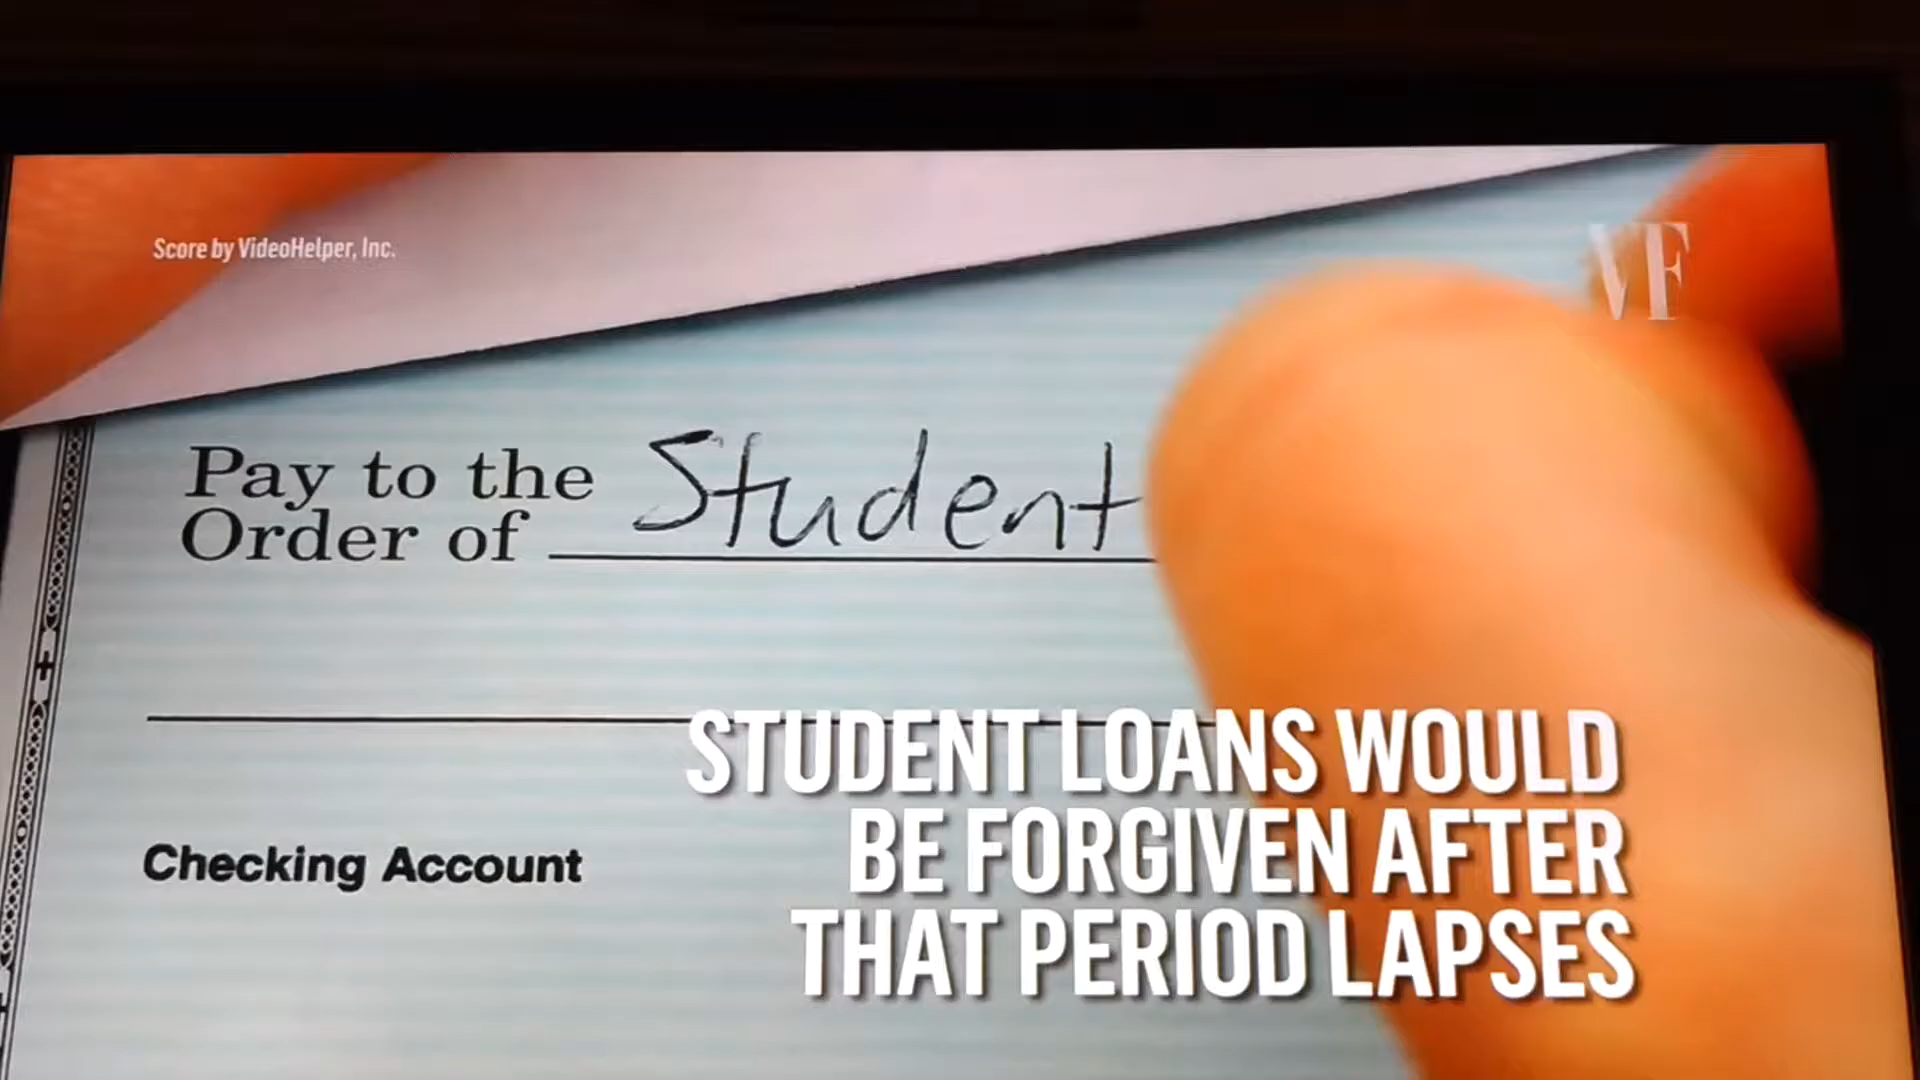 Score by VideoHelper, Inc.
VF
Pay to the
Order of Student
Checking Account
STUDENT LOANS WOULD
BE FORGIVEN AFTER
THAT PERIOD LAPSES